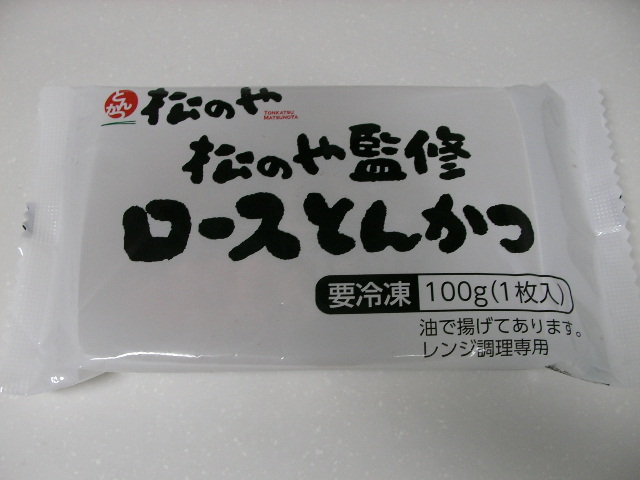 とんかつ
松のや
TONKATSU
MATSUNOYA
松のや監修
ロースとんかつ
要冷凍 100g(1枚入)
油で揚げてあります。
レンジ調理専用